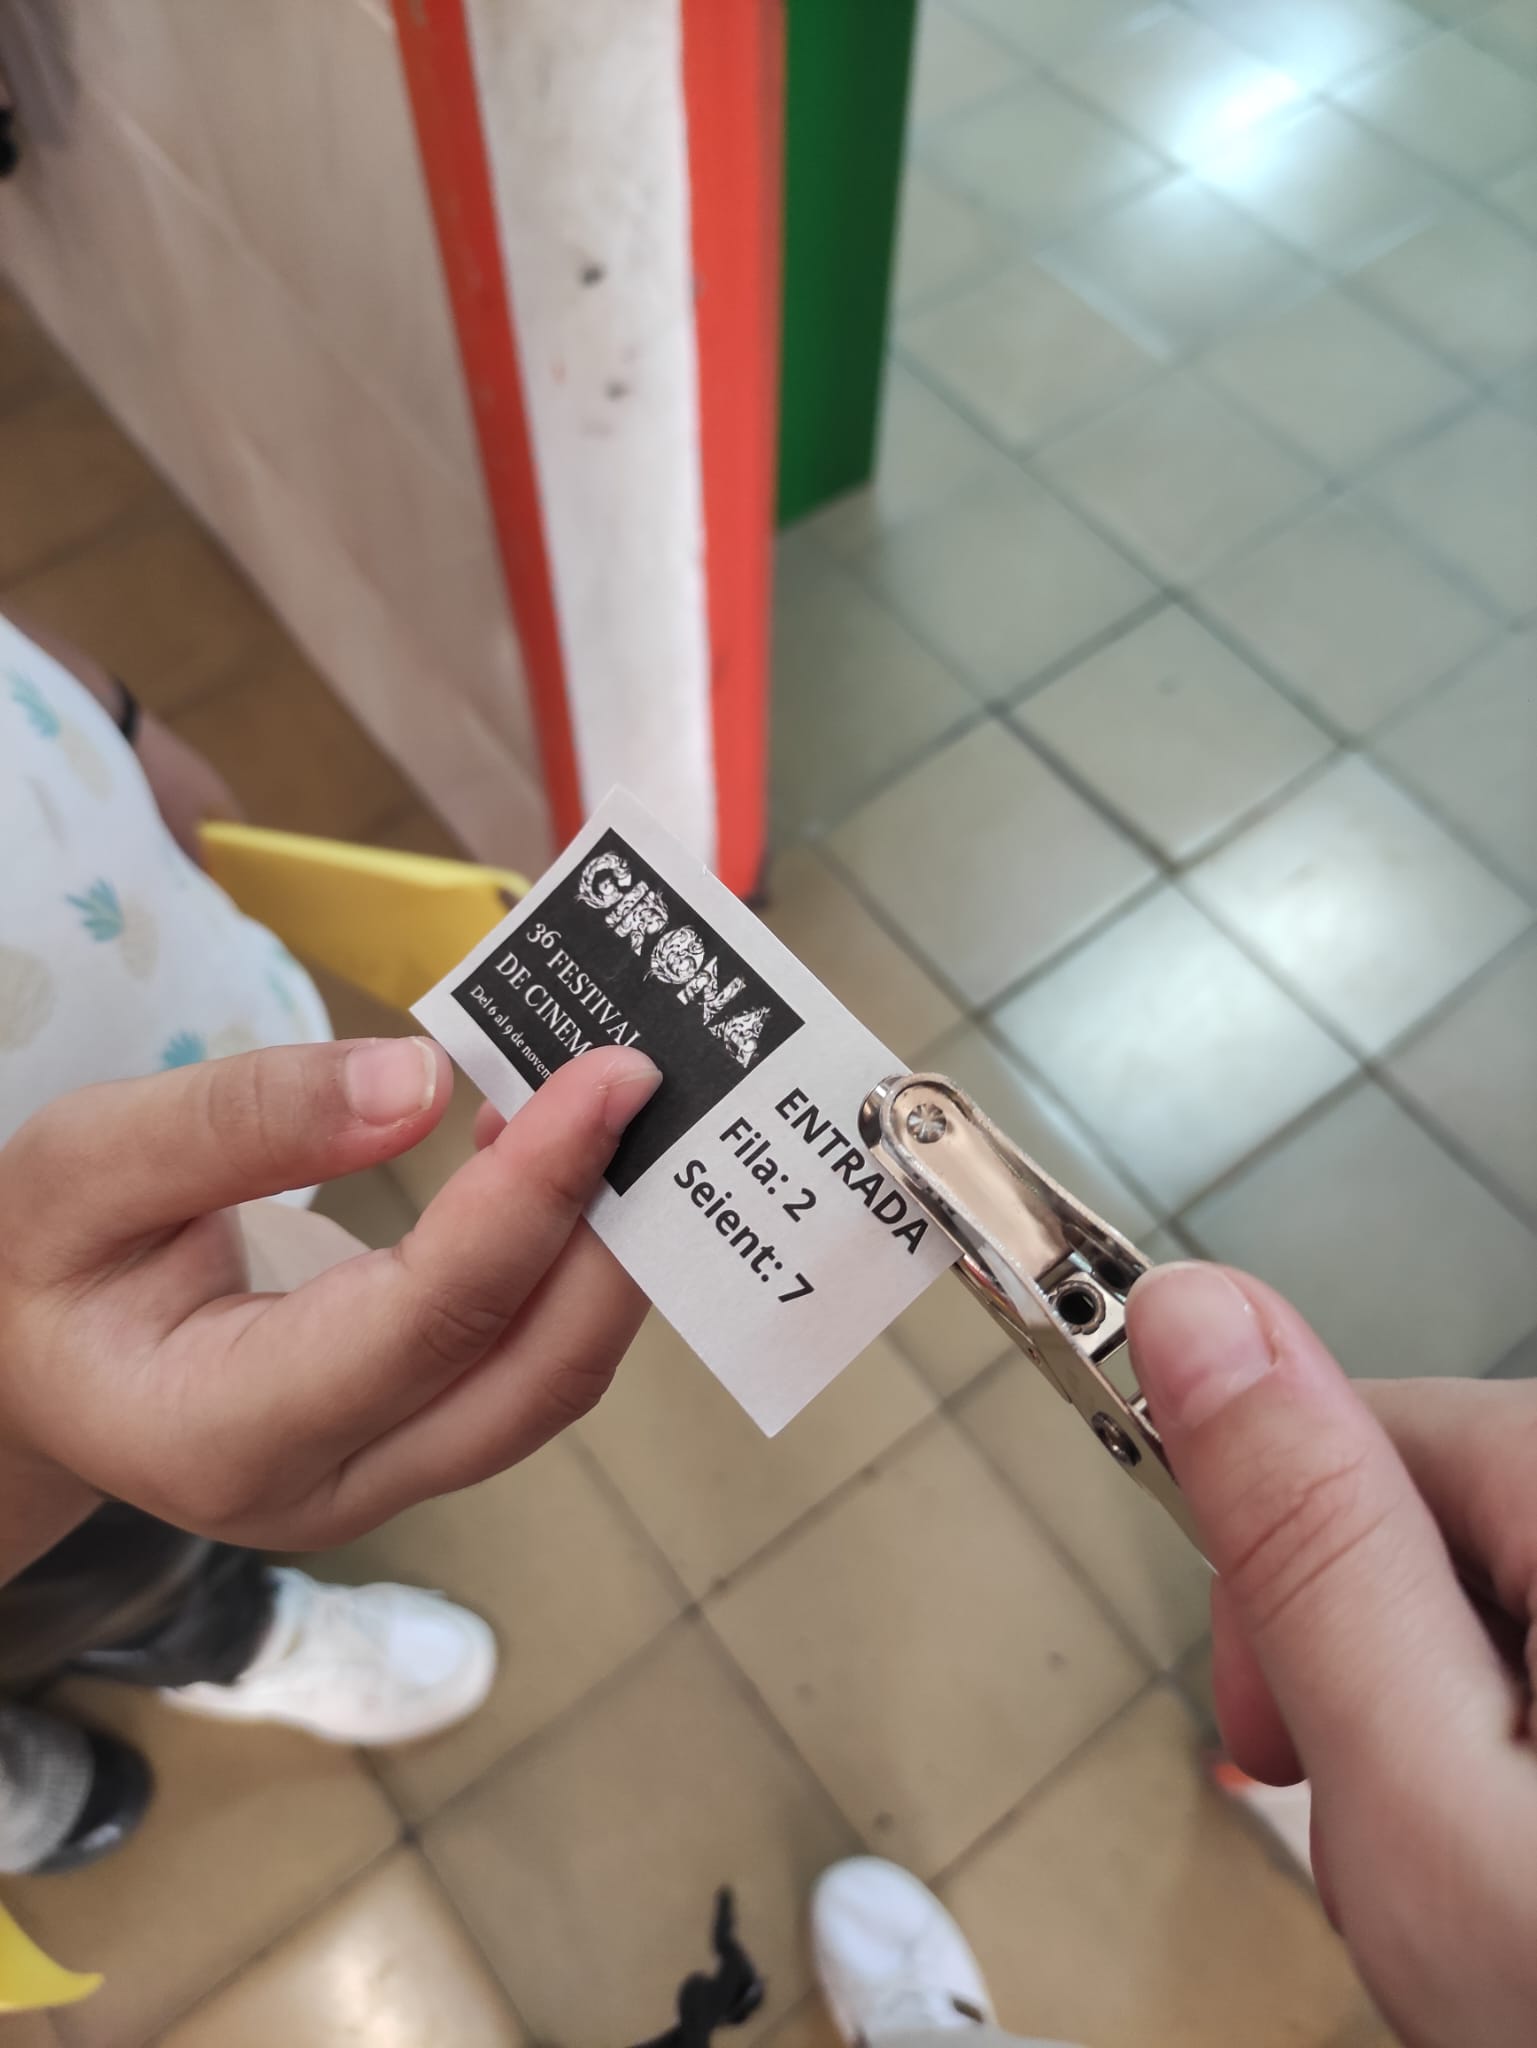 GIRONA
36 FESTIVAL
DE CINEM
Del 6 al 9 de novem
ENTRADA
Fila: 2
Seient: 7